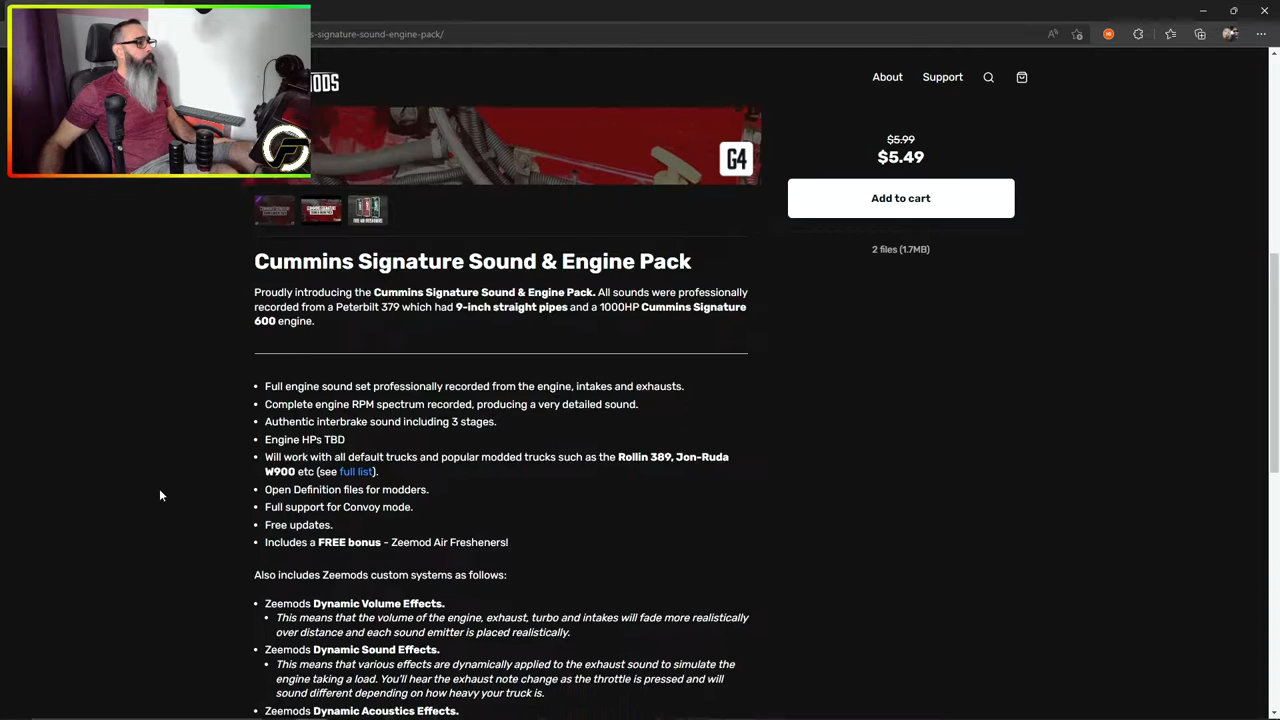 s-signature-sound-engine-pack/
MODS
About
Support
G4
$5.99
$5.49
Add to cart
2 files (1.7MB)
Cummins Signature Sound & Engine Pack
Proudly introducing the Cummins Signature Sound & Engine Pack. All sounds were professionally
recorded from a Peterbilt 379 which had 9-inch straight pipes and a 1000HP Cummins Signature
600 engine.
Full engine sound set professionally recorded from the engine, intakes and exhausts.
Complete engine RPM spectrum recorded, producing a very detailed sound.
Authentic interbrake sound including 3 stages.
Engine HPs TBD
Will work with all default trucks and popular modded trucks such as the Rollin 389, Jon-Ruda
W900 etc (see full list).
Open Definition files for modders.
Full support for Convoy mode.
Free updates.
Includes a FREE bonus - Zeemod Air Fresheners!
Also includes Zeemods custom systems as follows:
Zeemods Dynamic Volume Effects.
This means that the volume of the engine, exhaust, turbo and intakes will fade more realistically
over distance and each sound emitter is placed realistically.
Zeemods Dynamic Sound Effects.
This means that various effects are dynamically applied to the exhaust sound to simulate the
engine taking a load. You'll hear the exhaust note change as the throttle is pressed and will
sound different depending on how heavy your truck is.
Zeemods Dynamic Acoustics Effects.